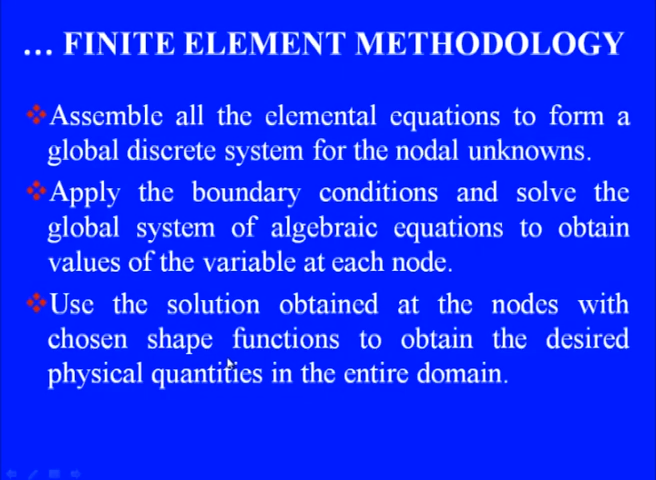 ... FINITE ELEMENT METHODOLOGY
Assemble all the elemental equations to form a
global discrete system for the nodal unknowns.
Apply the boundary conditions and solve the
global system of algebraic equations to obtain
values of the variable at each node.
Use the solution obtained at the nodes with
chosen shape functions to obtain the desired
physical quantities in the entire domain.